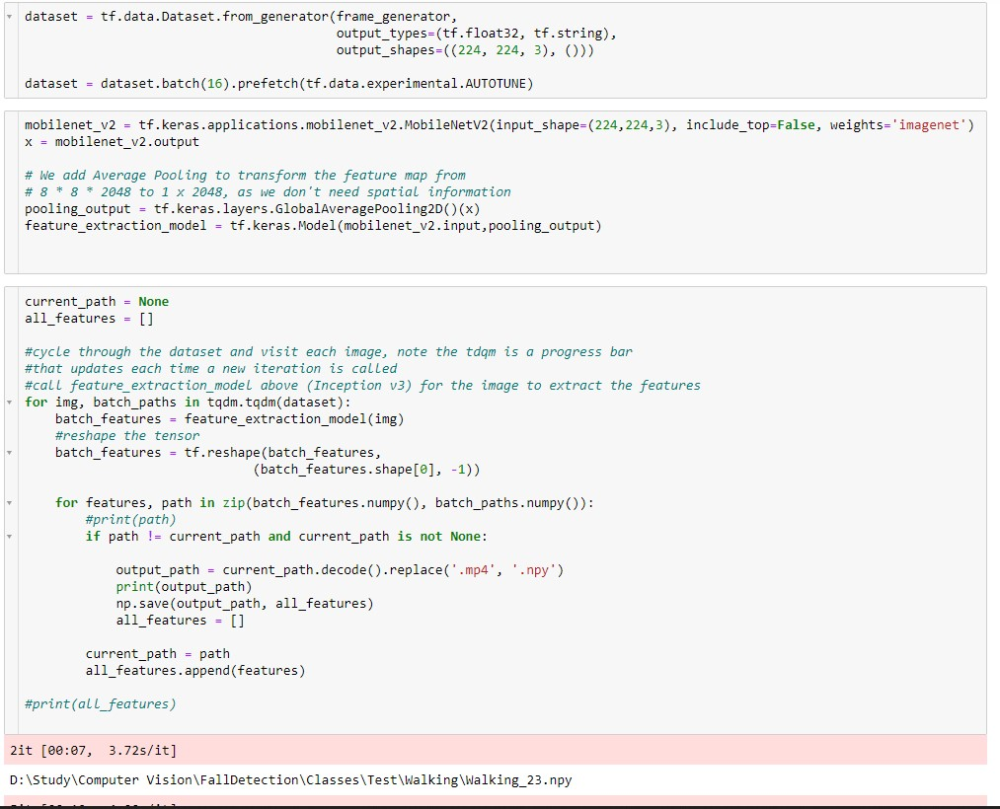 dataset = tf.data.Dataset.from_generator(frame_generator,
output_types=(tf.float32, tf.string),
output_shapes=((224, 224, 3), ()))
dataset = dataset.batch(16).prefetch(tf.data.experimental.AUTOTUNE)
mobilenet_v2 = tf.keras.applications.mobilenet_v2.MobileNetV2(input_shape=(224,224,3), include_top=False, weights='imagenet')
x = mobilenet_v2.output
# We add Average Pooling to transform the feature map from
# 8 * 8 * 2048 to 1 x 2048, as we don't need spatial information
pooling_output = tf.keras.layers.GlobalAveragePooling2D()(x)
feature_extraction_model = tf.keras.Model(mobilenet_v2.input,pooling_output)
current_path = None
all_features = []
#cycle through the dataset and visit each image, note the tdqm is a progress bar
#that updates each time a new iteration is called
#call feature_extraction_model above (Inception v3) for the image to extract the features
for img, batch_paths in tqdm.tqdm(dataset):
batch_features = feature_extraction_model(img)
#reshape the tensor
batch_features = tf.reshape(batch_features,
(batch_features.shape[0], -1))
for features, path in zip(batch_features.numpy(), batch_paths.numpy()):
#print(path)
if path != current_path and current_path is not None:
output_path = current_path.decode().replace('.mp4', '.npy')
print(output_path)
np.save(output_path, all_features)
all_features = []
current_path = path
all_features.append(features)
#print(all_features)
2it [00:07,  3.72s/it]
D:\Study\Computer Vision\FallDetection\Classes\Test\Walking\Walking_23.npy